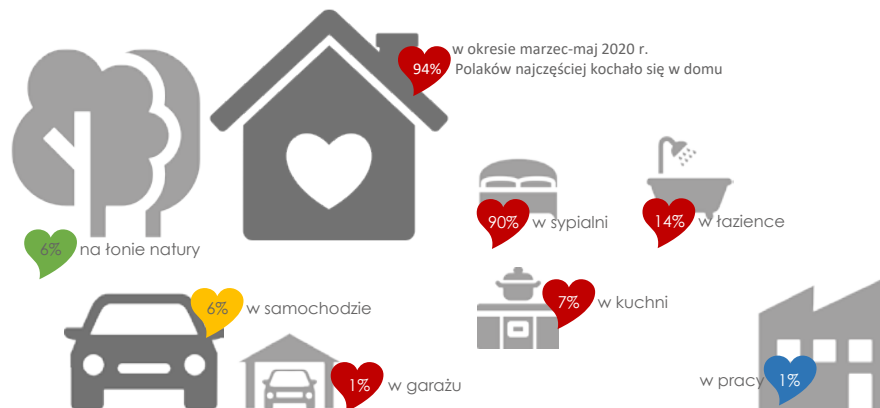 w okresie marzec-maj 2020 r.
94% Polaków najczęściej kochało się w domu
90% w sypialni
14% w łazience
6% na łonie natury
6% w samochodzie
7% w kuchni
1% w garażu
w pracy 1%